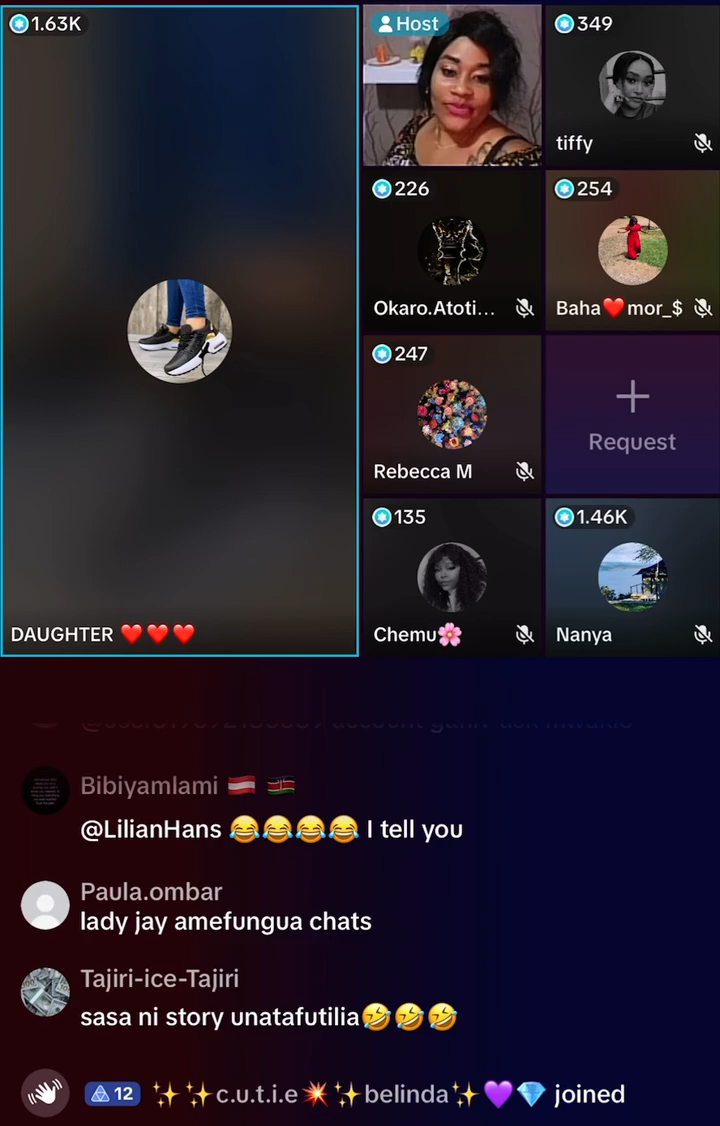 1.63K
DAUGHTER ❤️❤️❤️
Host
349
tiffy
226
Okaro.Atoti...
254
Baha❤️mor_$
247
Rebecca M
+
Request
135
Chemu🌸
1.46K
Nanya
Bibiyamlami 🇦🇹 🇰🇪
@LilianHans 😂😂😂😂 I tell you
Paula.ombar
lady jay amefungua chats
Tajiri-ice-Tajiri
sasa ni story unatafutilia🤣🤣🤣
12 ✨✨c.u.t.i.e💥✨belinda✨💜💎 joined